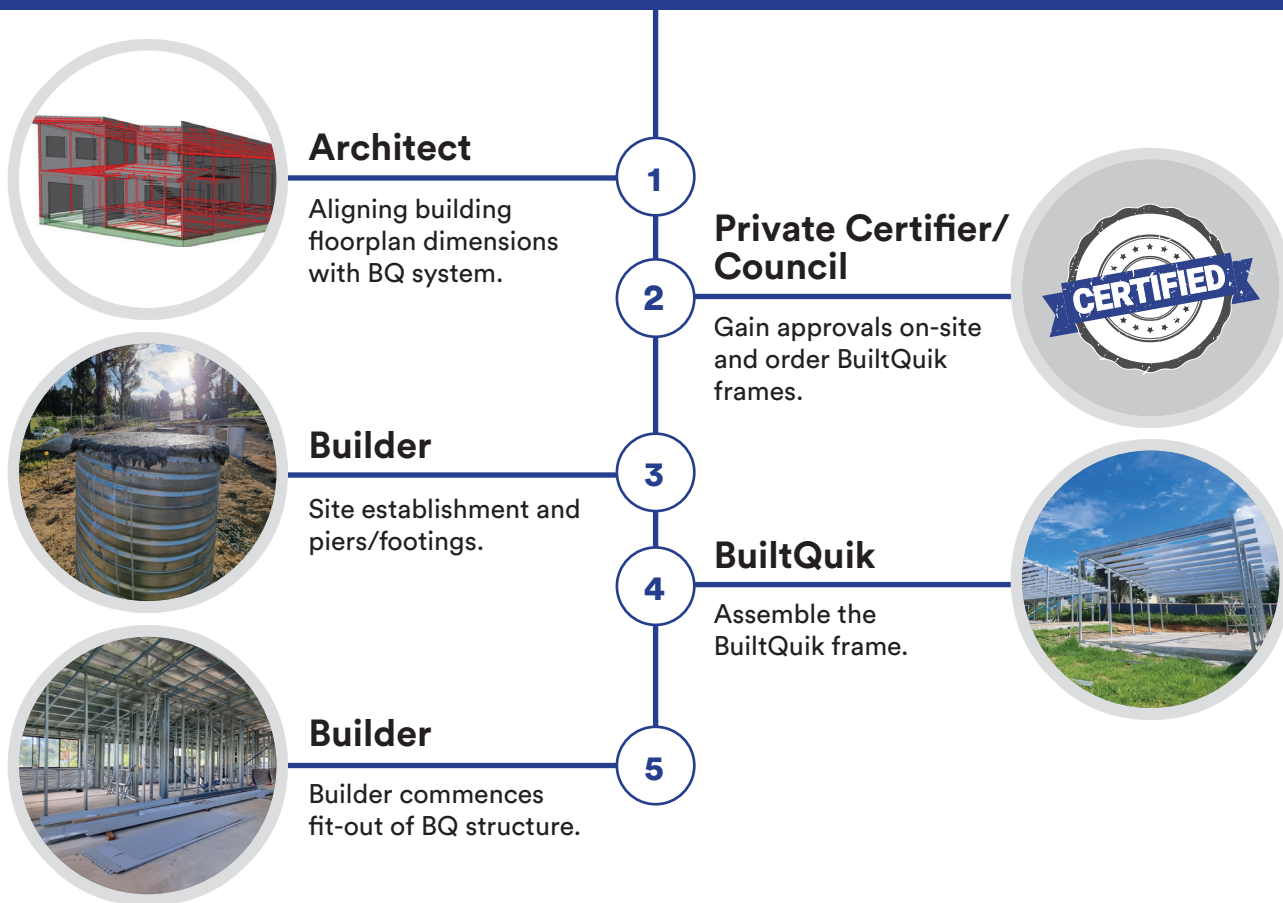 Architect
1
Aligning building
floorplan dimensions
with BQ system.
Private Certifier/
Council
2
Gain approvals on-site
and order BuiltQuik
frames.
CERTIFIED
Builder
3
Site establishment and
piers/footings.
BuiltQuik
4
Assemble the
BuiltQuik frame.
Builder
5
Builder commences
fit-out of BQ structure.